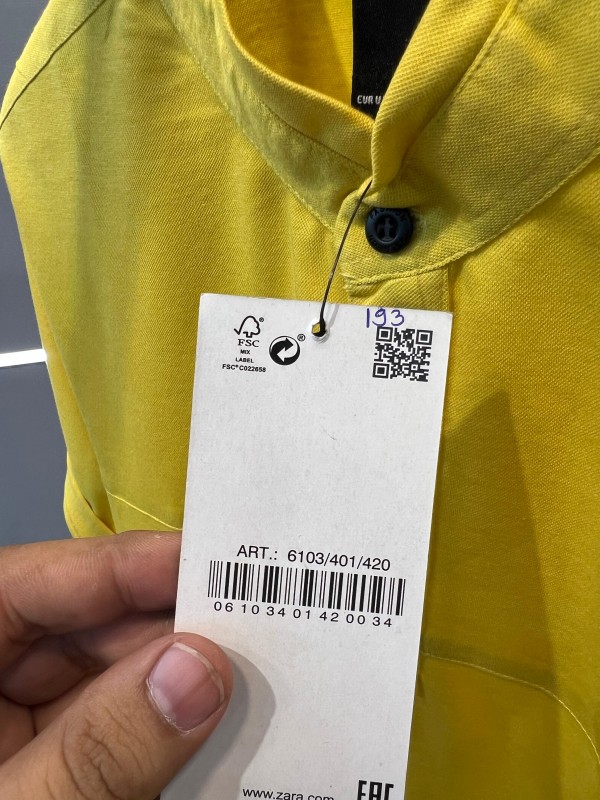 EUR U
193
FSC®
MIX
LABEL
FSC® C022658
®
ART.: 6103/401/420
06 10 34 01 42 00 34
www.zara.com
EAC